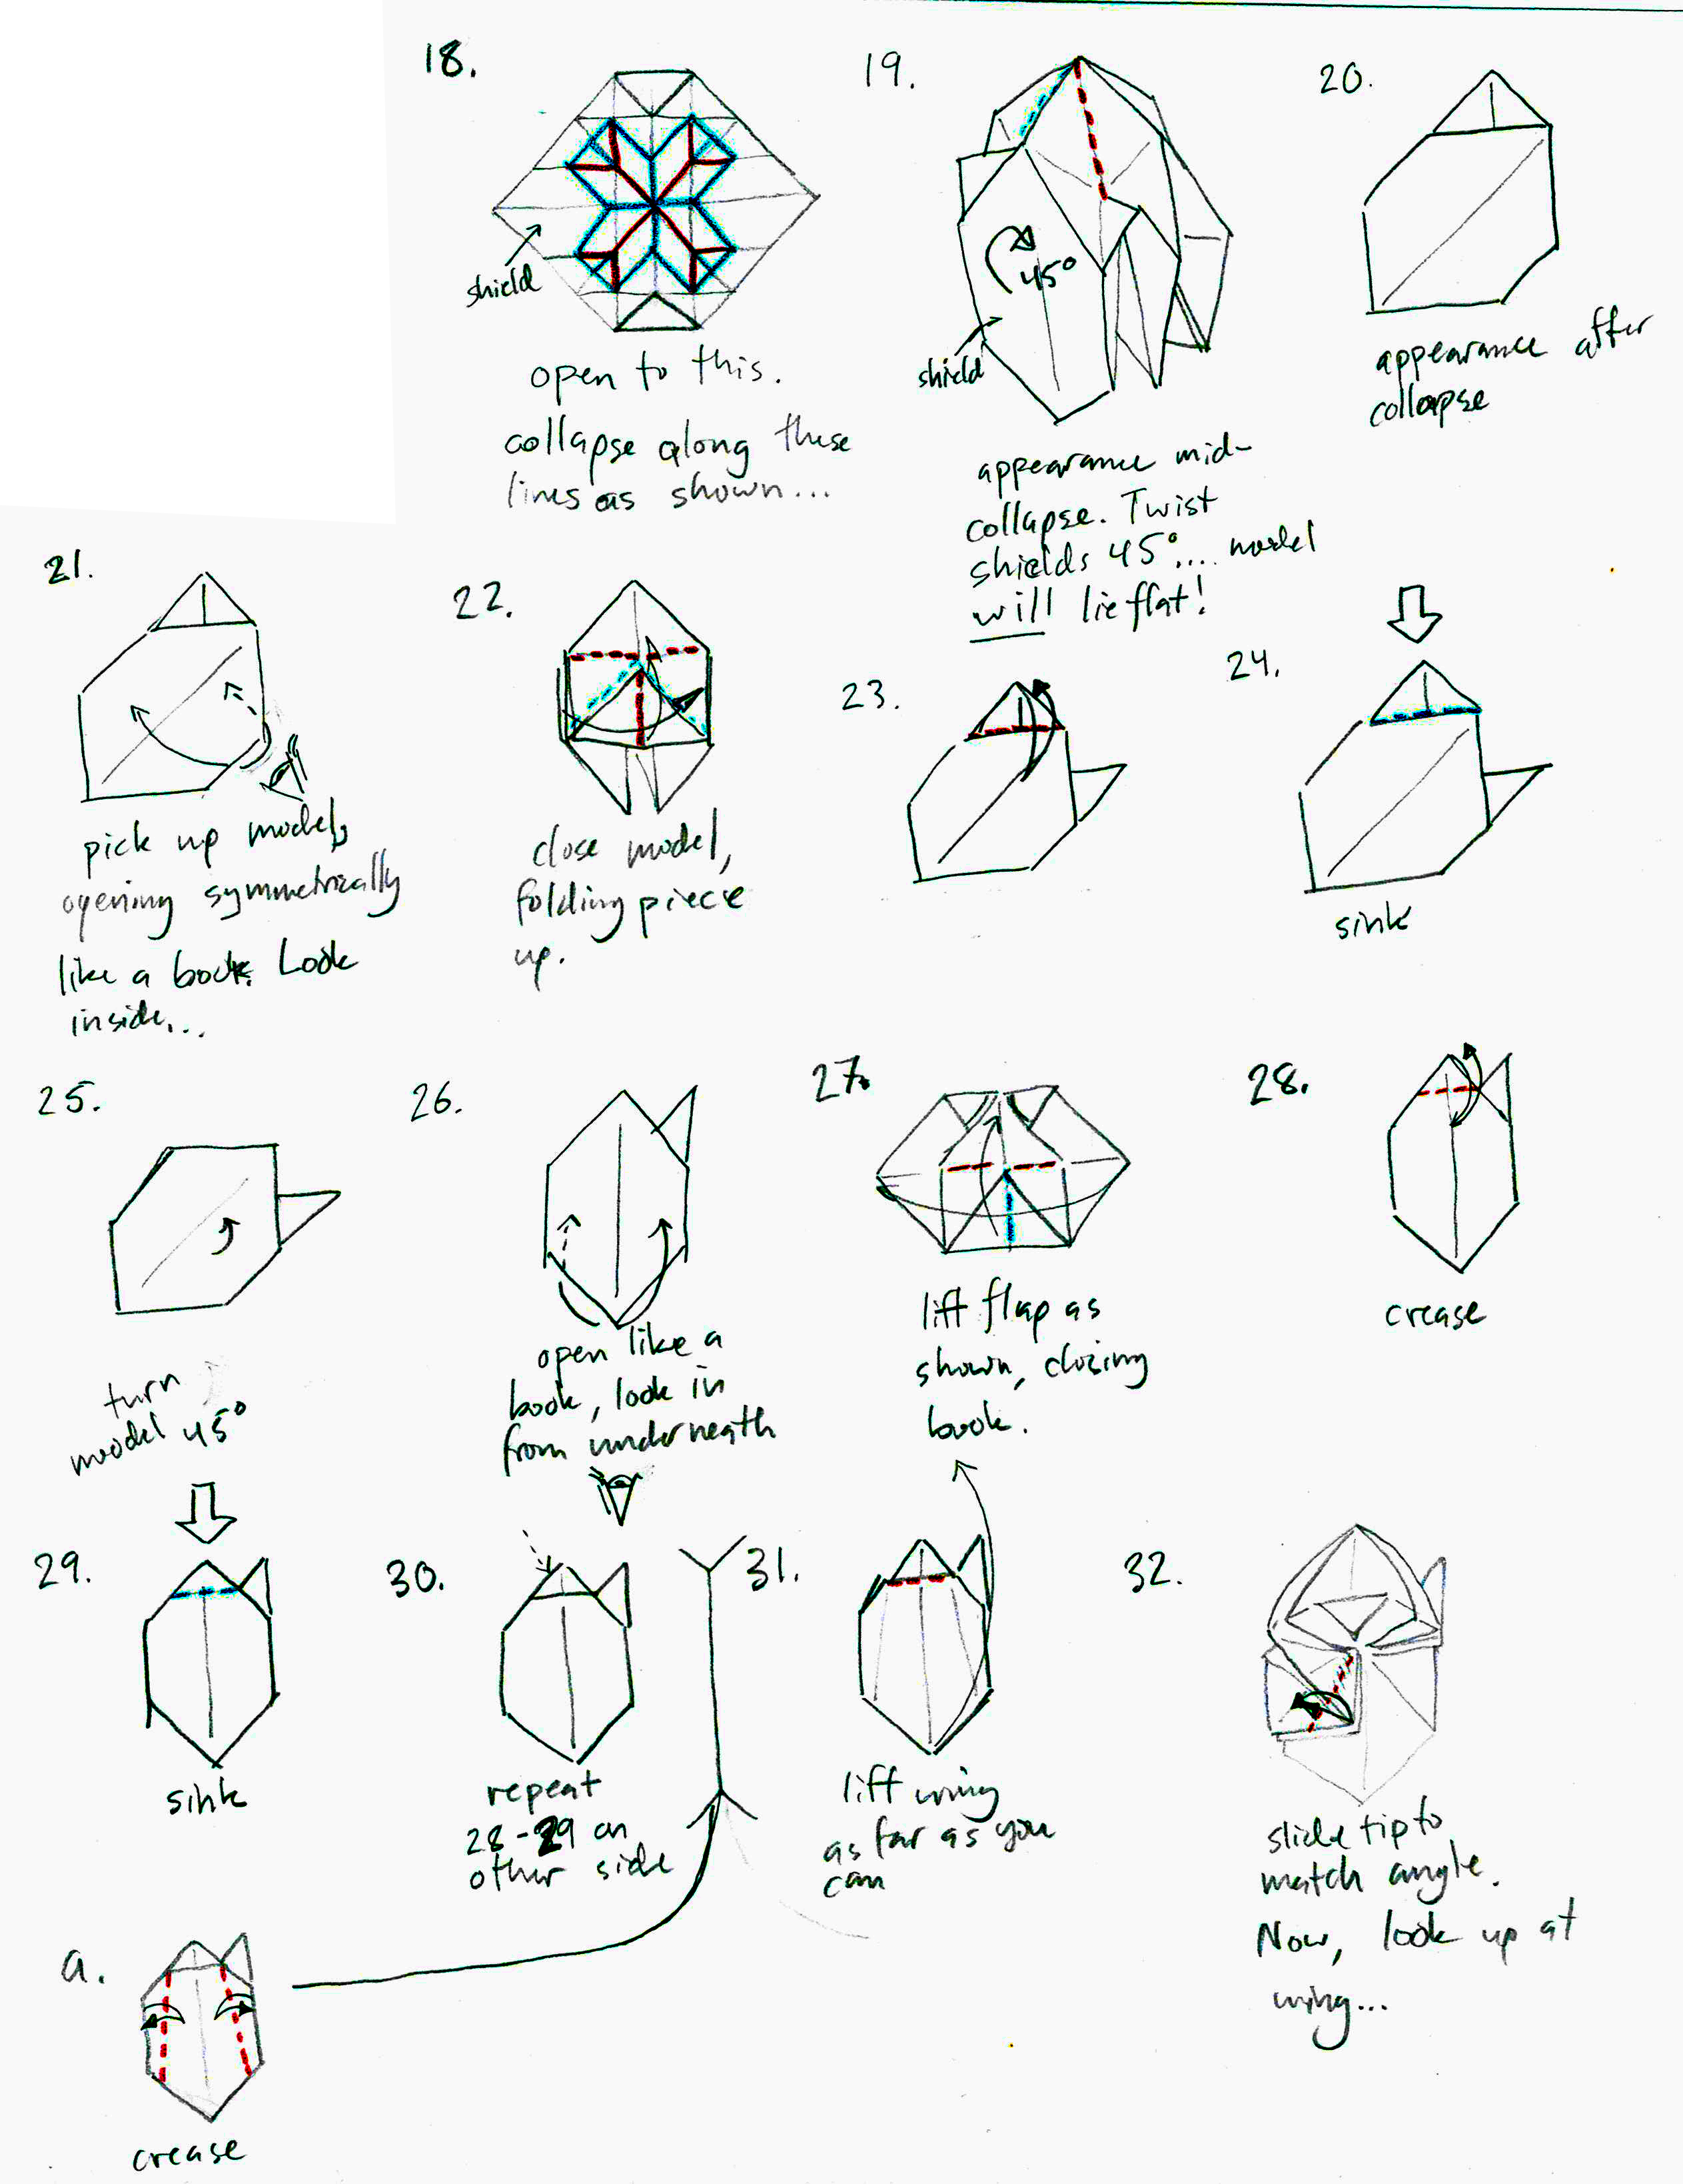 18.
shield
open to this.
collapse along these
lines as shown...
19.
45°
shield
appearance mid-
collapse. Twist
shields 45°.... model
will lie flat!
20.
appearance after
collapse
21.
pick up model,
opening symmetrically
like a book. Look
inside...
22.
close model,
folding piece
up.
23.
24.
sink
25.
turn
model 45°
26.
open like a
book, look in
from underneath
27.
lift flap as
shown, closing
book.
28.
crease
29.
sink
30.
repeat
28-29 on
other side
31.
lift wing
as far as you
can
32.
slide tip to
match angle.
Now, look up at
wing...
a.
crease